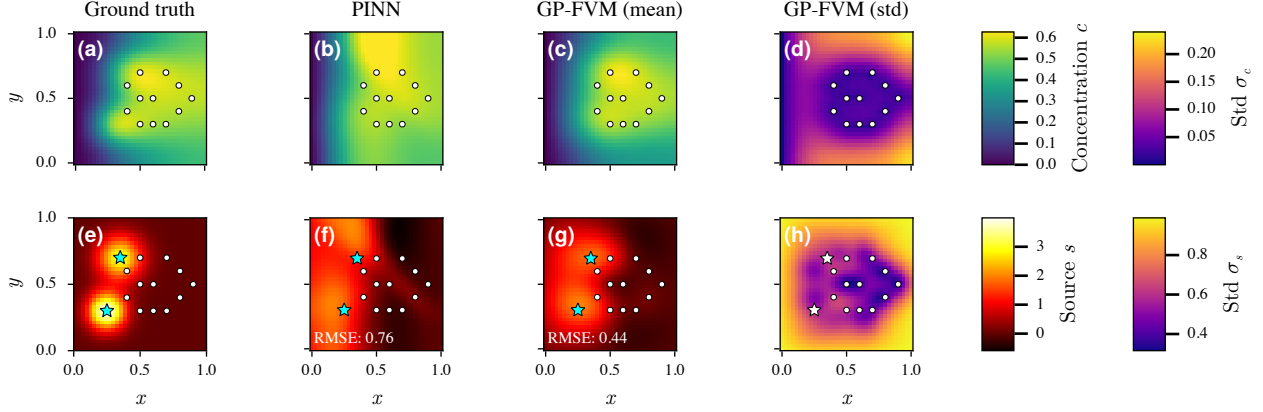 Ground truth
PINN
GP-FVM (mean)
GP-FVM (std)
(a)
(b)
(c)
(d)
1.0
0.5
0.0
y
0.6
0.5
0.4
0.3
0.2
0.1
0.0
Concentration c
0.20
0.15
0.10
0.05
Std σc
(e)
(f)
(g)
(h)
1.0
0.5
0.0
y
RMSE: 0.76
RMSE: 0.44
0.0 0.5 1.0
0.0 0.5 1.0
0.0 0.5 1.0
0.0 0.5 1.0
x
x
x
x
3
2
1
0
Source s
0.8
0.6
0.4
Std σs